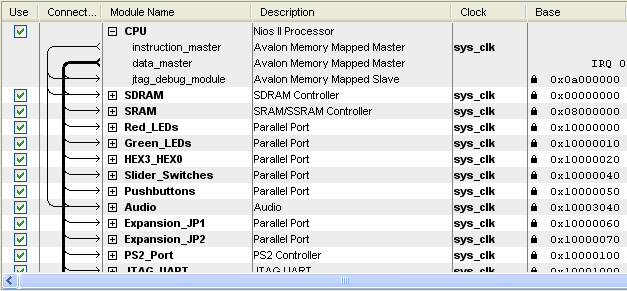 Use Connect... Module Name Description Clock Base
CPU Nios II Processor
instruction_master Avalon Memory Mapped Master sys_clk
data_master Avalon Memory Mapped Master IRQ 0
jtag_debug_module Avalon Memory Mapped Slave 0x0a000000
SDRAM SDRAM Controller sys_clk 0x00000000
SRAM SRAM/SSRAM Controller sys_clk 0x08000000
Red_LEDs Parallel Port sys_clk 0x10000000
Green_LEDs Parallel Port sys_clk 0x10000010
HEX3_HEX0 Parallel Port sys_clk 0x10000020
Slider_Switches Parallel Port sys_clk 0x10000040
Pushbuttons Parallel Port sys_clk 0x10000050
Audio Audio sys_clk 0x10003040
Expansion_JP1 Parallel Port sys_clk 0x10000060
Expansion_JP2 Parallel Port sys_clk 0x10000070
PS2_Port PS2 Controller sys_clk 0x10000100
JTAG_UART JTAG UART sys_clk 0x10001000